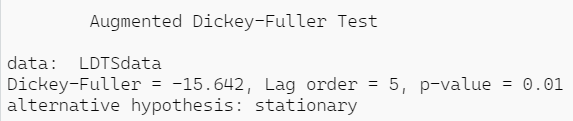 Augmented Dickey-Fuller Test
data:  LDTSdata
Dickey-Fuller = -15.642, Lag order = 5, p-value = 0.01
alternative hypothesis: stationary